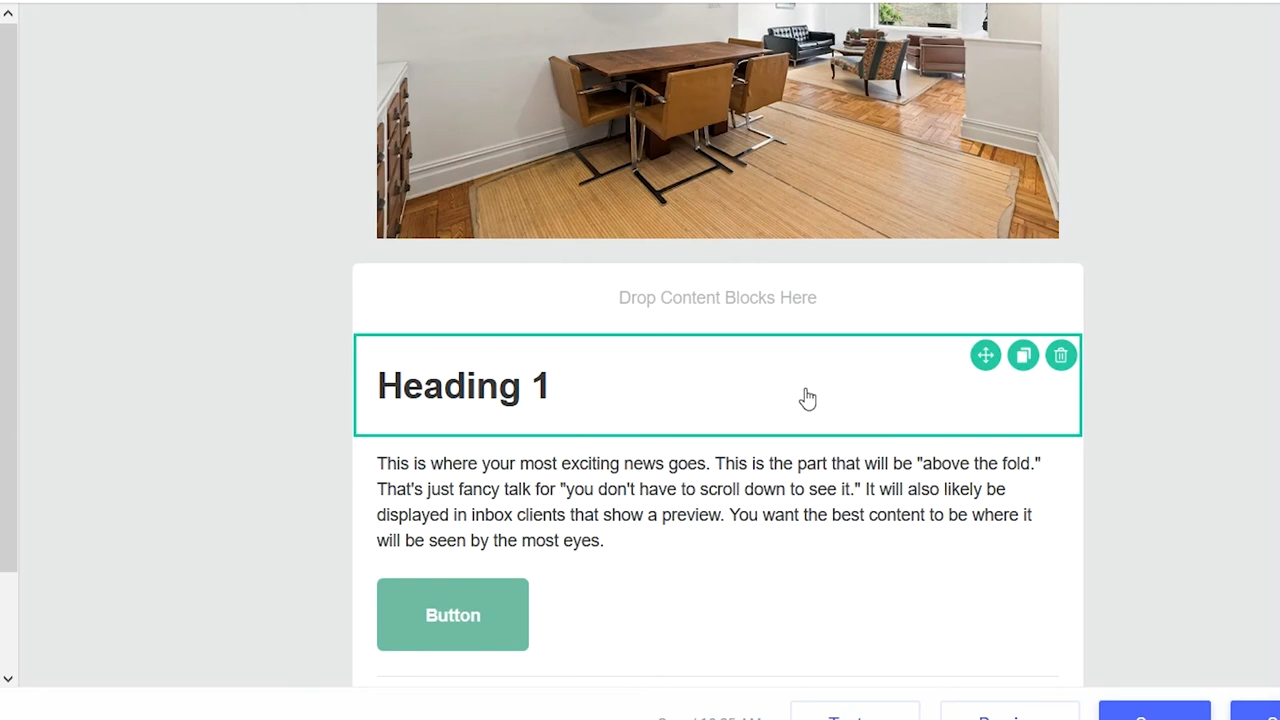 Drop Content Blocks Here
Heading 1
This is where your most exciting news goes. This is the part that will be "above the fold."
That's just fancy talk for "you don't have to scroll down to see it." It will also likely be
displayed in inbox clients that show a preview. You want the best content to be where it
will be seen by the most eyes.
Button